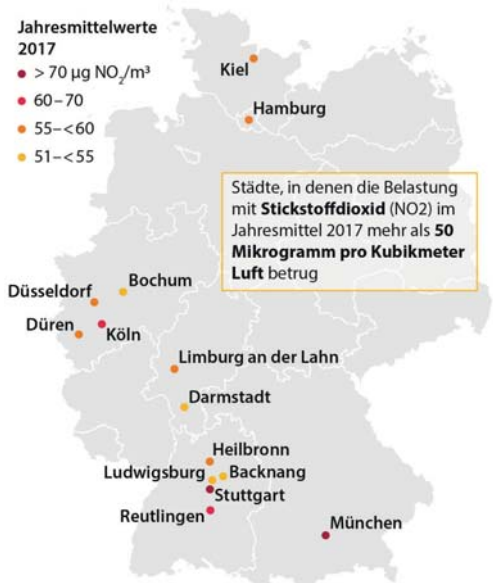 Jahresmittelwerte
2017
> 70 µg NO₂/m³
60–70
55–<60
51–<55
Kiel
Hamburg
Städte, in denen die Belastung
mit Stickstoffdioxid (NO2) im
Jahresmittel 2017 mehr als 50
Mikrogramm pro Kubikmeter
Luft betrug
Bochum
Düsseldorf
Düren
Köln
Limburg an der Lahn
Darmstadt
Heilbronn
Ludwigsburg
Backnang
Stuttgart
Reutlingen
München